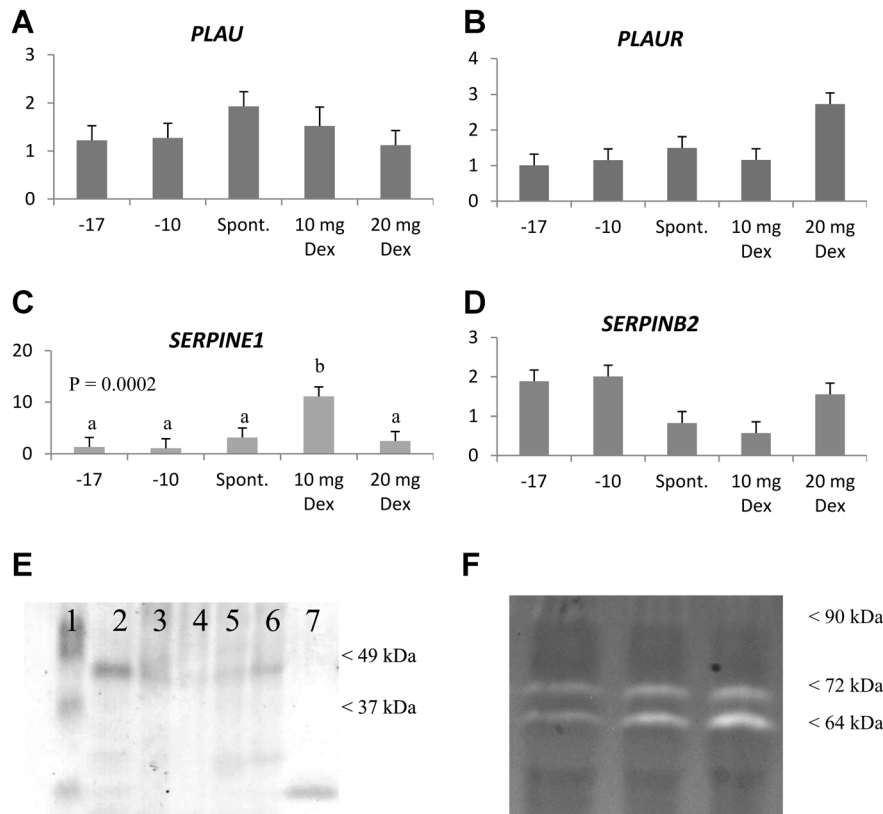 A
PLAU
3
2
1
0
-17 -10 Spont. 10 mg Dex 20 mg Dex
B
PLAUR
4
3
2
1
0
-17 -10 Spont. 10 mg Dex 20 mg Dex
C
SERPINE1
20
10
0
P = 0.0002
a a a b a
-17 -10 Spont. 10 mg Dex 20 mg Dex
D
SERPINB2
3
2
1
0
-17 -10 Spont. 10 mg Dex 20 mg Dex
E
1 2 3 4 5 6 7
< 49 kDa
< 37 kDa
F
< 90 kDa
< 72 kDa
< 64 kDa